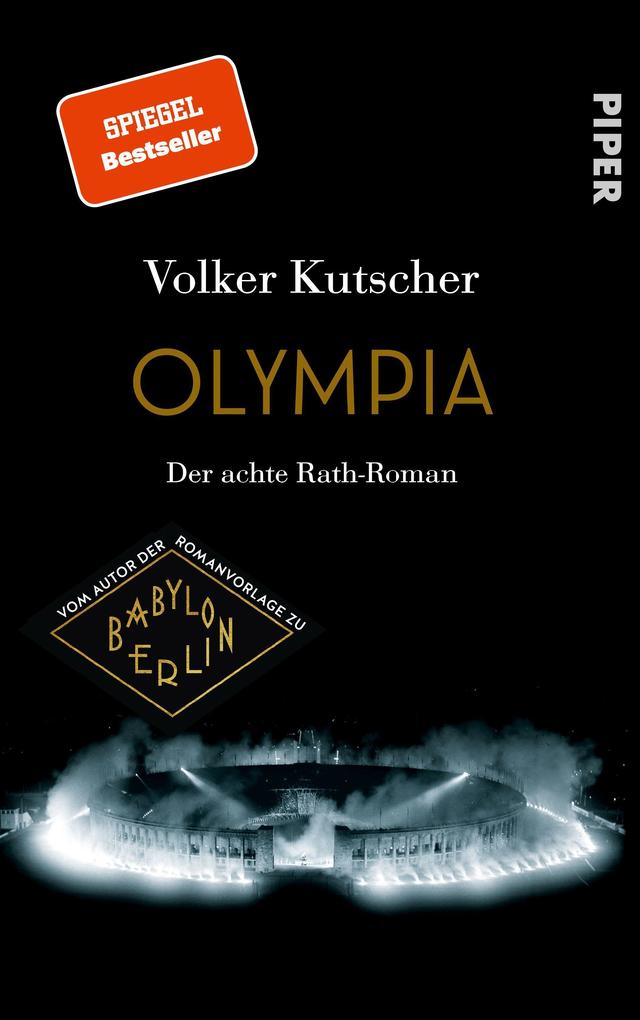 SPIEGEL
Bestseller
PIPER
Volker Kutscher
OLYMPIA
Der achte Rath-Roman
VOM AUTOR DER ROMANVORLAGE ZU
BABYLON
BERLIN